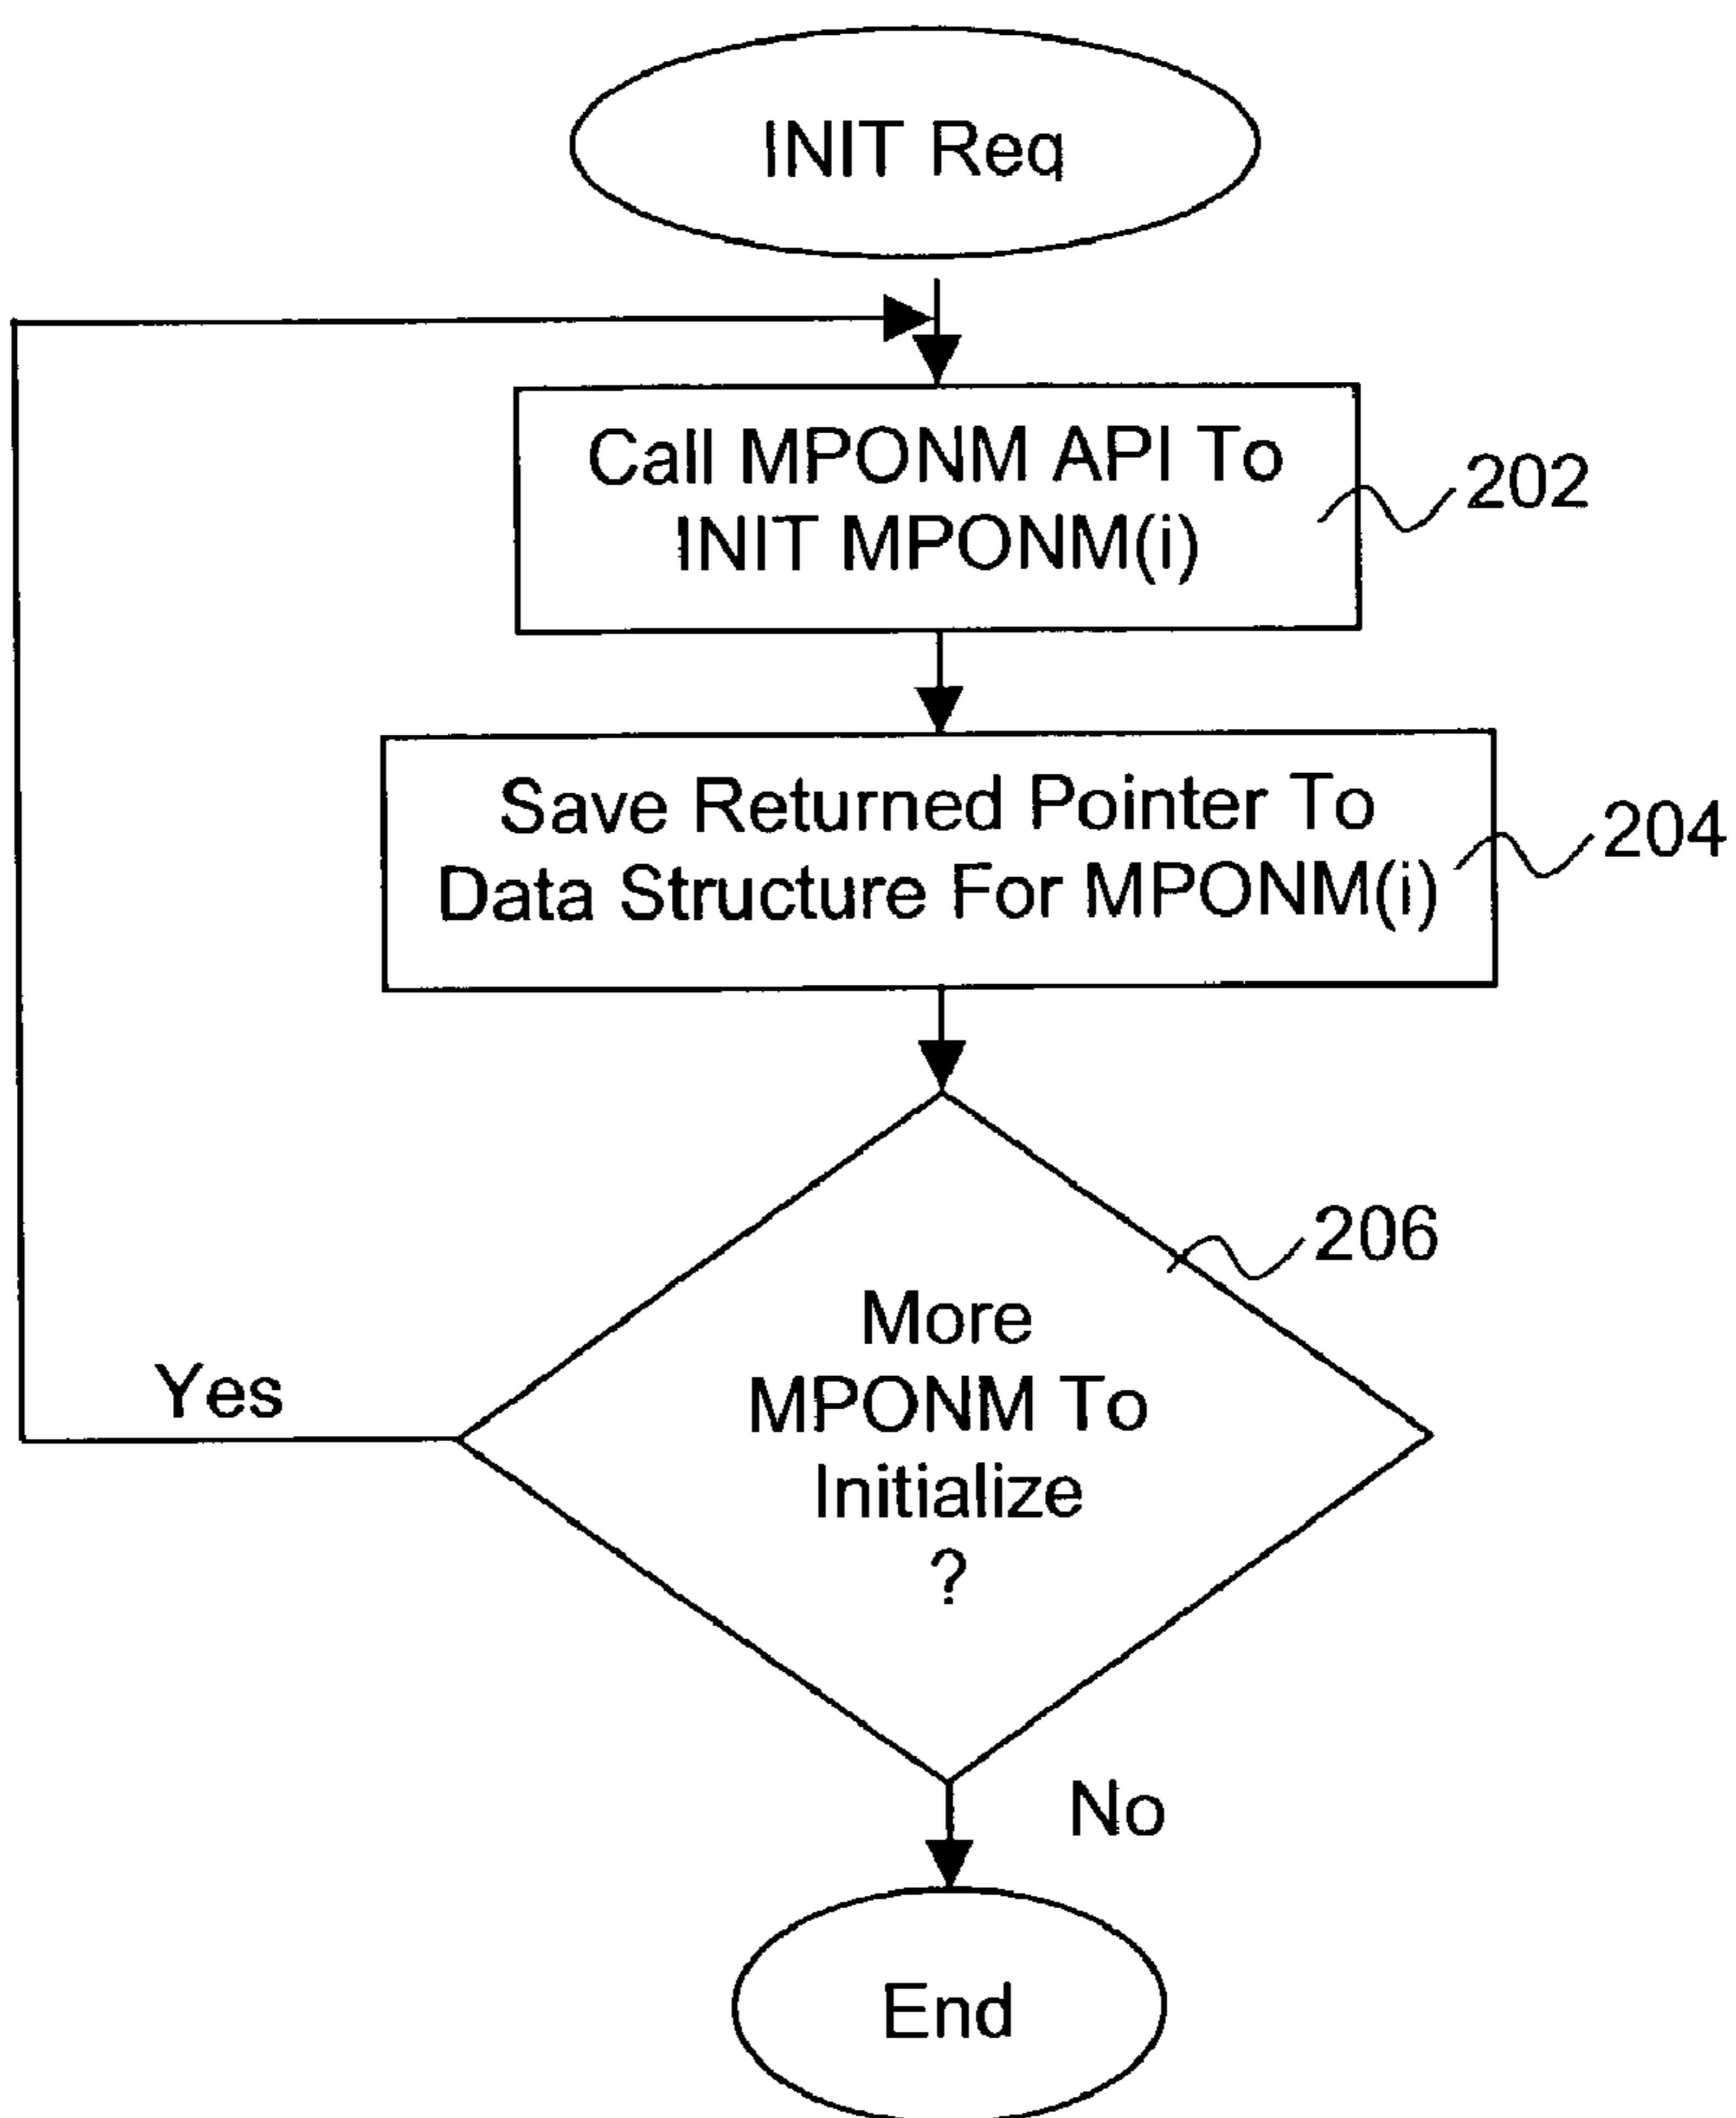 INIT Req
Call MPONM API To
INIT MPONM(i)
202
Save Returned Pointer To
Data Structure For MPONM(i)
204
206
More
MPONM To
Initialize
?
Yes
No
End